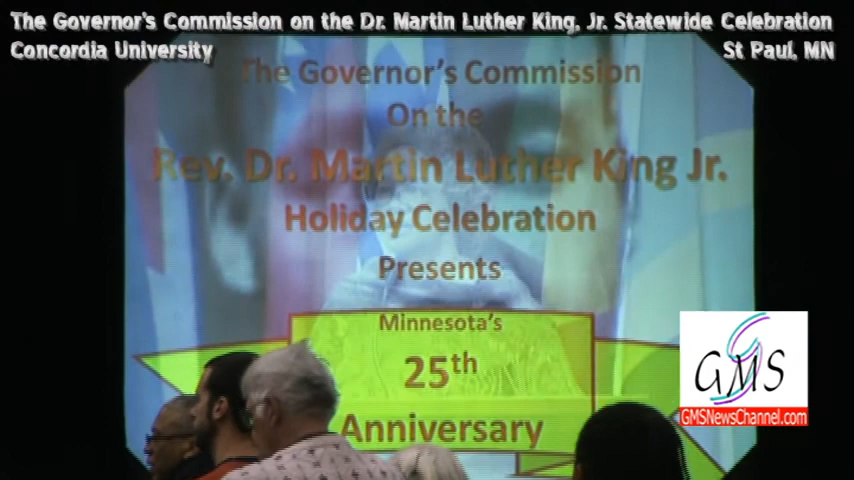 The Governor's Commission on the Dr. Martin Luther King, Jr. Statewide Celebration
Concordia University
St Paul, MN
The Governor's Commission
On the
Rev. Dr. Martin Luther King Jr.
Holiday Celebration
Presents
Minnesota's
25th
Anniversary
GMS
GMSNewsChannel.com